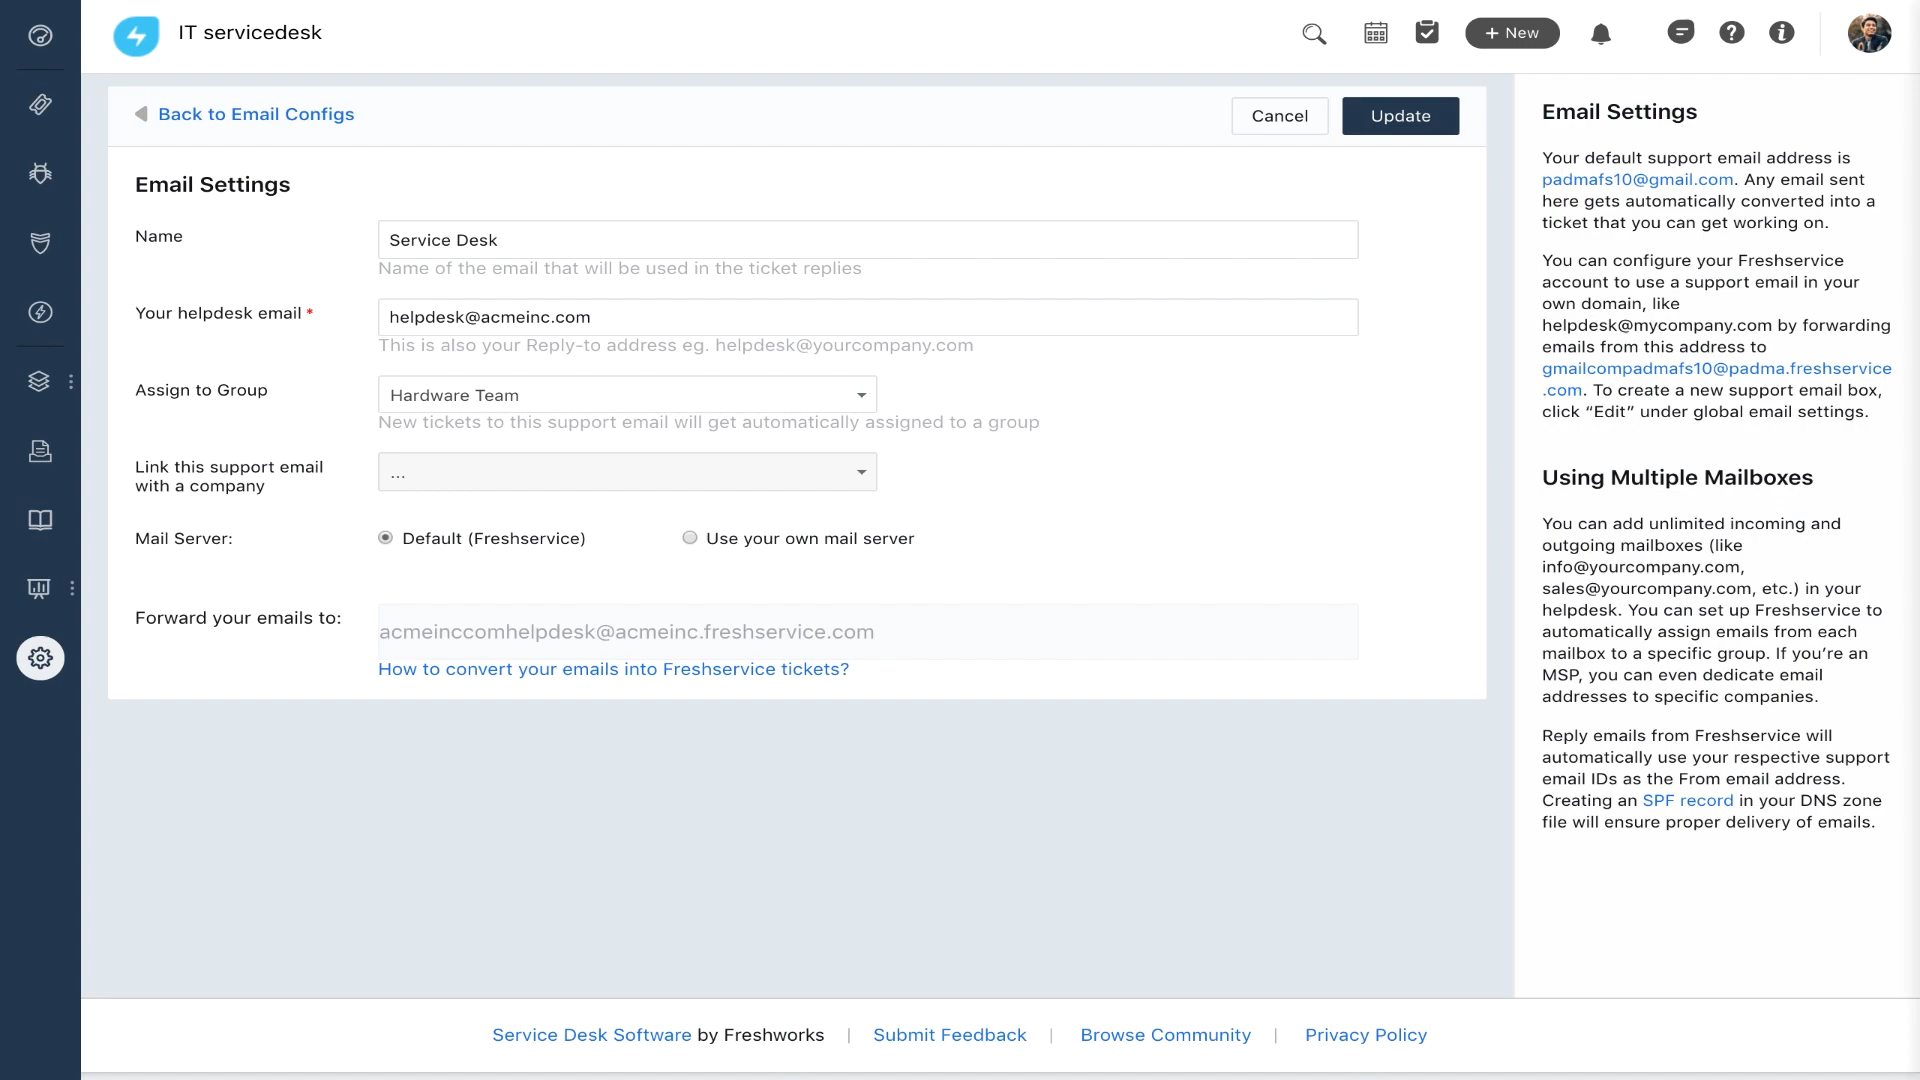 IT servicedesk
+ New
Back to Email Configs
Cancel
Update
Email Settings
Name
Service Desk
Name of the email that will be used in the ticket replies
Your helpdesk email *
helpdesk@acmeinc.com
This is also your Reply-to address eg. helpdesk@yourcompany.com
Assign to Group
Hardware Team
New tickets to this support email will get automatically assigned to a group
Link this support email
with a company
...
Mail Server:
Default (Freshservice)
Use your own mail server
Forward your emails to:
acmeinccomhelpdesk@acmeinc.freshservice.com
How to convert your emails into Freshservice tickets?
Email Settings
Your default support email address is
padmafs10@gmail.com. Any email sent
here gets automatically converted into a
ticket that you can get working on.
You can configure your Freshservice
account to use a support email in your
own domain, like
helpdesk@mycompany.com by forwarding
emails from this address to
gmailcompadmafs10@padma.freshservice
.com. To create a new support email box,
click “Edit” under global email settings.
Using Multiple Mailboxes
You can add unlimited incoming and
outgoing mailboxes (like
info@yourcompany.com,
sales@yourcompany.com, etc.) in your
helpdesk. You can set up Freshservice to
automatically assign emails from each
mailbox to a specific group. If you’re an
MSP, you can even dedicate email
addresses to specific companies.
Reply emails from Freshservice will
automatically use your respective support
email IDs as the From email address.
Creating an SPF record in your DNS zone
file will ensure proper delivery of emails.
Service Desk Software by Freshworks | Submit Feedback | Browse Community | Privacy Policy